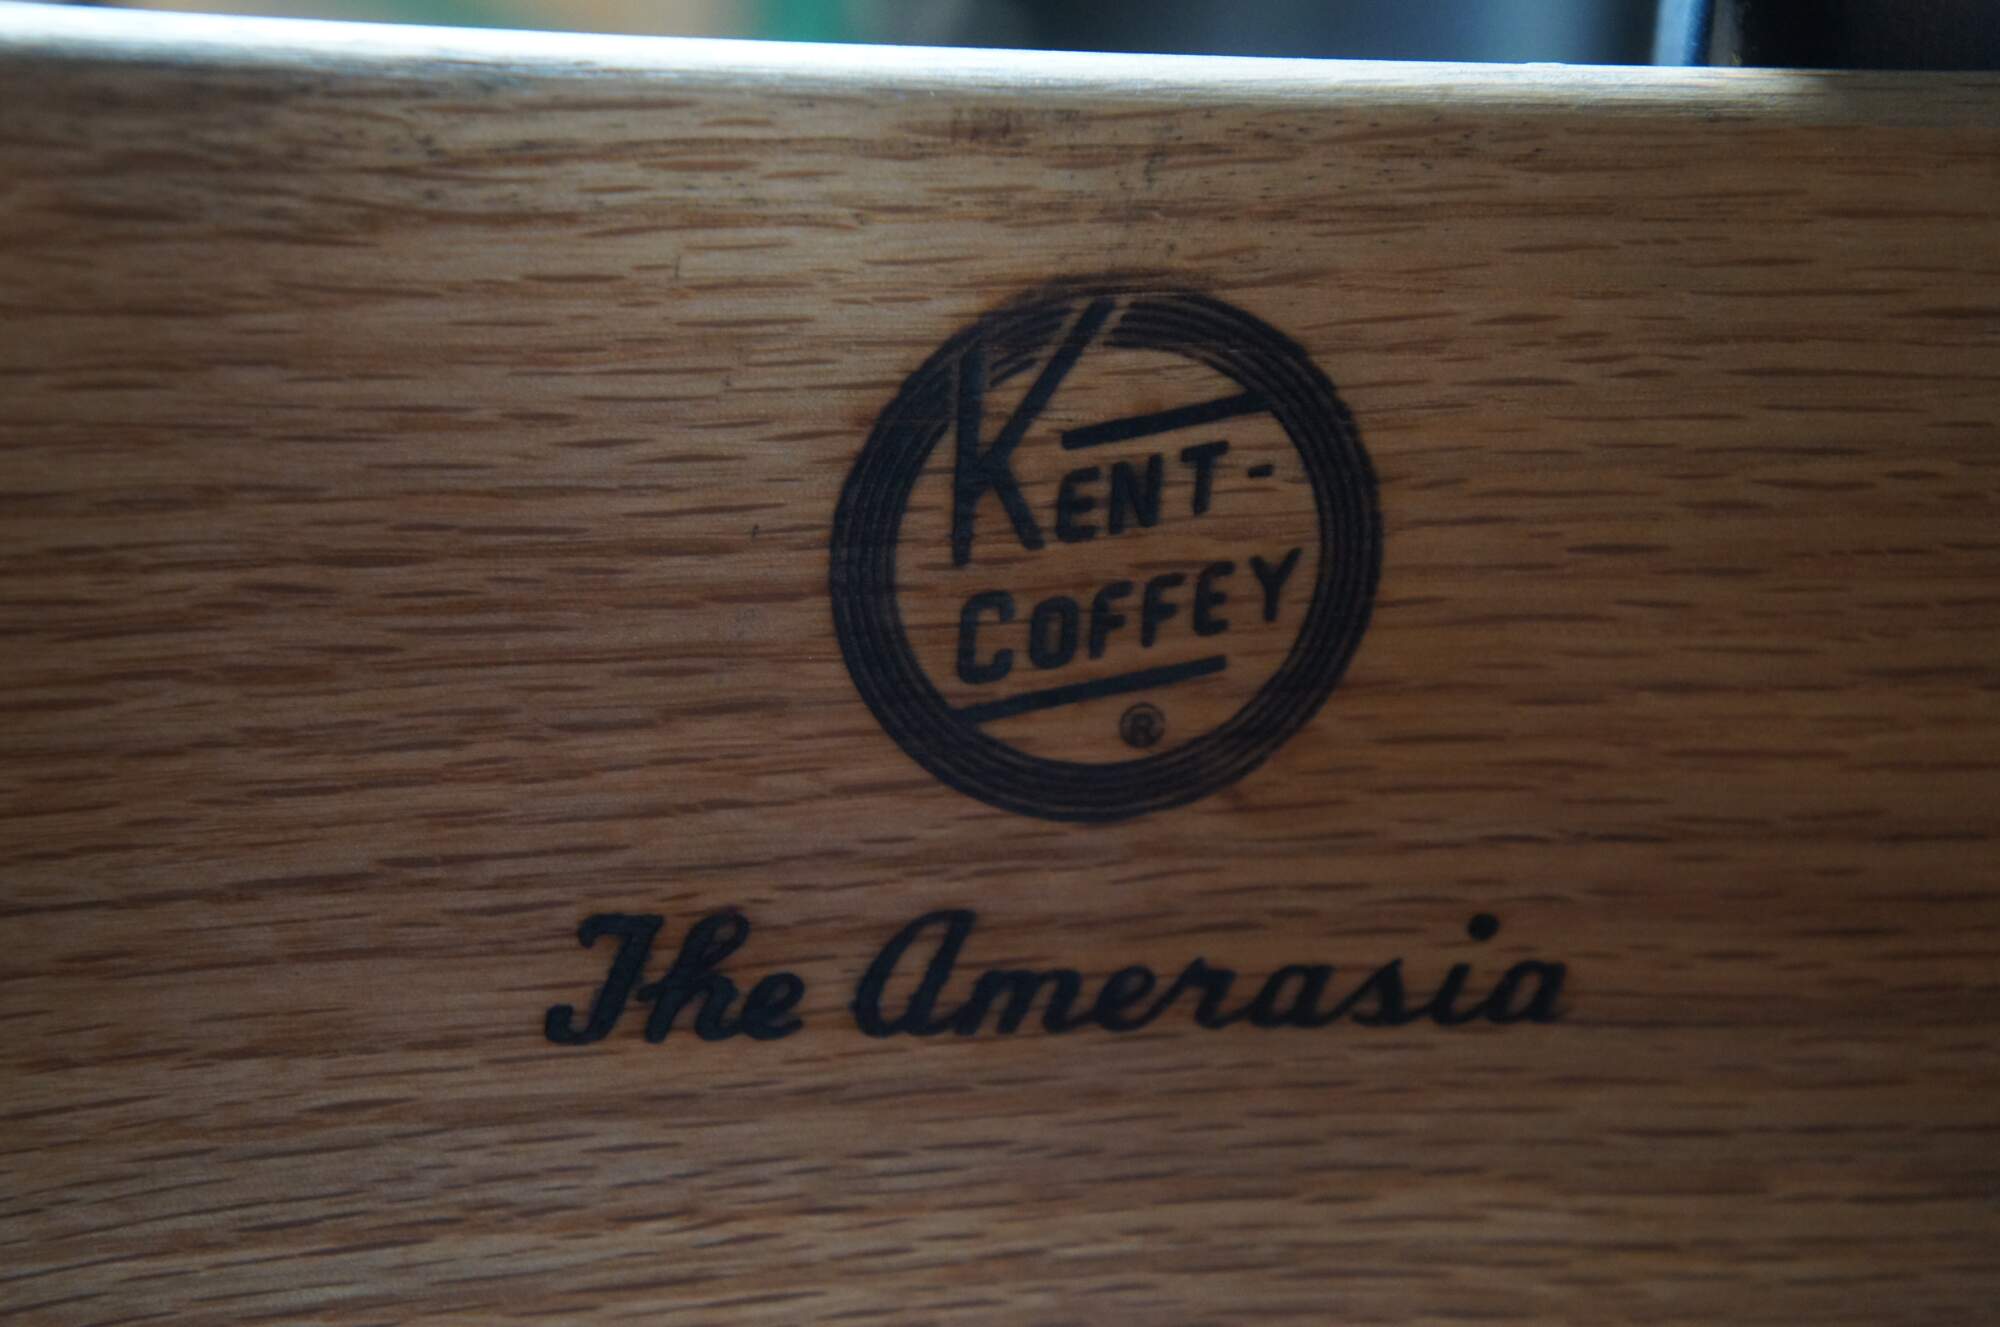 KENT-
COFFEY
®
The Amerasia